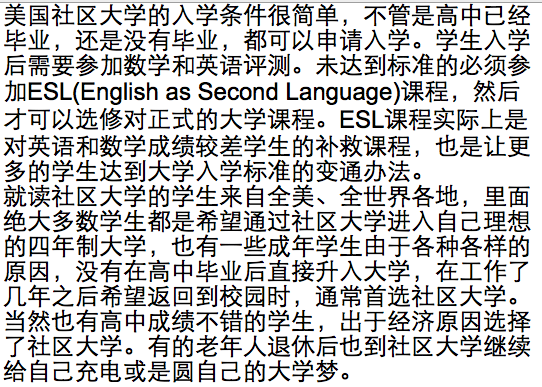 美国社区大学的入学条件很简单，不管是高中已经
毕业，还是没有毕业，都可以申请入学。学生入学
后需要参加数学和英语评测。未达到标准的必须参
加ESL(English as Second Language)课程，然后
才可以选修对正式的大学课程。ESL课程实际上是
对英语和数学成绩较差学生的补救课程，也是让更
多的学生达到大学入学标准的变通办法。
就读社区大学的学生来自全美、全世界各地，里面
绝大多数学生都是希望通过社区大学进入自己理想
的四年制大学，也有一些成年学生由于各种各样的
原因，没有在高中毕业后直接升入大学，在工作了
几年之后希望返回到校园时，通常首选社区大学。
当然也有高中成绩不错的学生，出于经济原因选择
了社区大学。有的老年人退休后也到社区大学继续
给自己充电或是圆自己的大学梦。